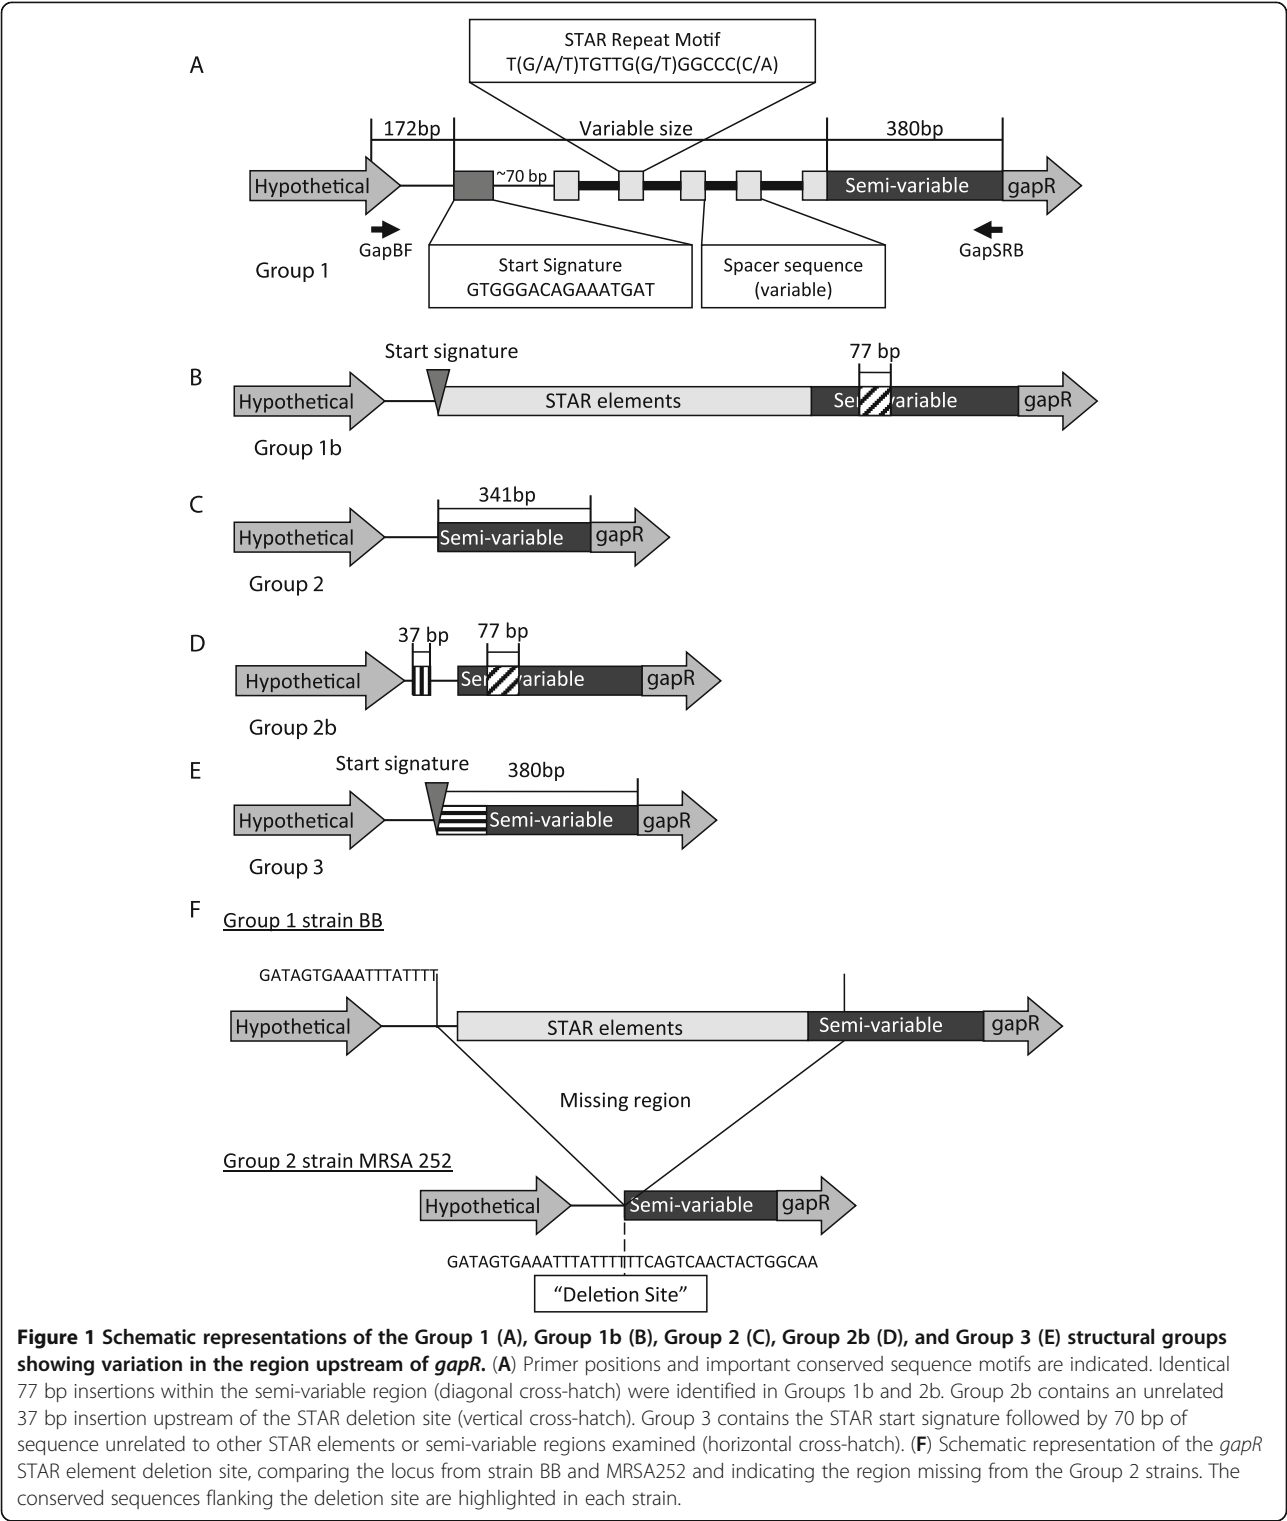 A
STAR Repeat Motif
T(G/A/T)TGTTG(G/T)GGCCC(C/A)
172bp
Variable size
380bp
Hypothetical
~70 bp
Semi-variable
gapR
GapBF
GapSRB
Group 1
Start Signature
GTGGGACAGAAATGAT
Spacer sequence
(variable)
B
Start signature
77 bp
Hypothetical
STAR elements
Semi-variable
gapR
Group 1b
C
341bp
Hypothetical
Semi-variable
gapR
Group 2
D
37 bp
77 bp
Hypothetical
Semi-variable
gapR
Group 2b
E
Start signature
380bp
Hypothetical
Semi-variable
gapR
Group 3
F
Group 1 strain BB
GATAGTGAAATTTATTTT
Hypothetical
STAR elements
Semi-variable
gapR
Missing region
Group 2 strain MRSA 252
Hypothetical
Semi-variable
gapR
GATAGTGAAATTTATTTTTTCAGTCAACTACTGGCAA
“Deletion Site”
Figure 1 Schematic representations of the Group 1 (A), Group 1b (B), Group 2 (C), Group 2b (D), and Group 3 (E) structural groups
showing variation in the region upstream of gapR. (A) Primer positions and important conserved sequence motifs are indicated. Identical
77 bp insertions within the semi-variable region (diagonal cross-hatch) were identified in Groups 1b and 2b. Group 2b contains an unrelated
37 bp insertion upstream of the STAR deletion site (vertical cross-hatch). Group 3 contains the STAR start signature followed by 70 bp of
sequence unrelated to other STAR elements or semi-variable regions examined (horizontal cross-hatch). (F) Schematic representation of the gapR
STAR element deletion site, comparing the locus from strain BB and MRSA252 and indicating the region missing from the Group 2 strains. The
conserved sequences flanking the deletion site are highlighted in each strain.